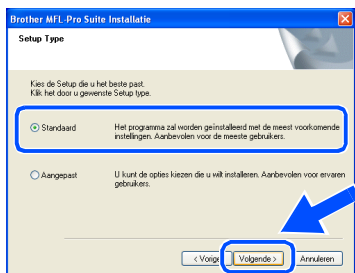 Brother MFL-Pro Suite Installatie
Setup Type
Kies de Setup die u het beste past.
Klik het door u gewenste Setup type.
Standaard
Het programma zal worden geïnstalleerd met de meest voorkomende
instellingen. Aanbevolen voor de meeste gebruikers.
Aangepast
U kunt de opties kiezen die u wilt installeren. Aanbevolen voor ervaren
gebruikers.
< Vorige
Volgende >
Annuleren